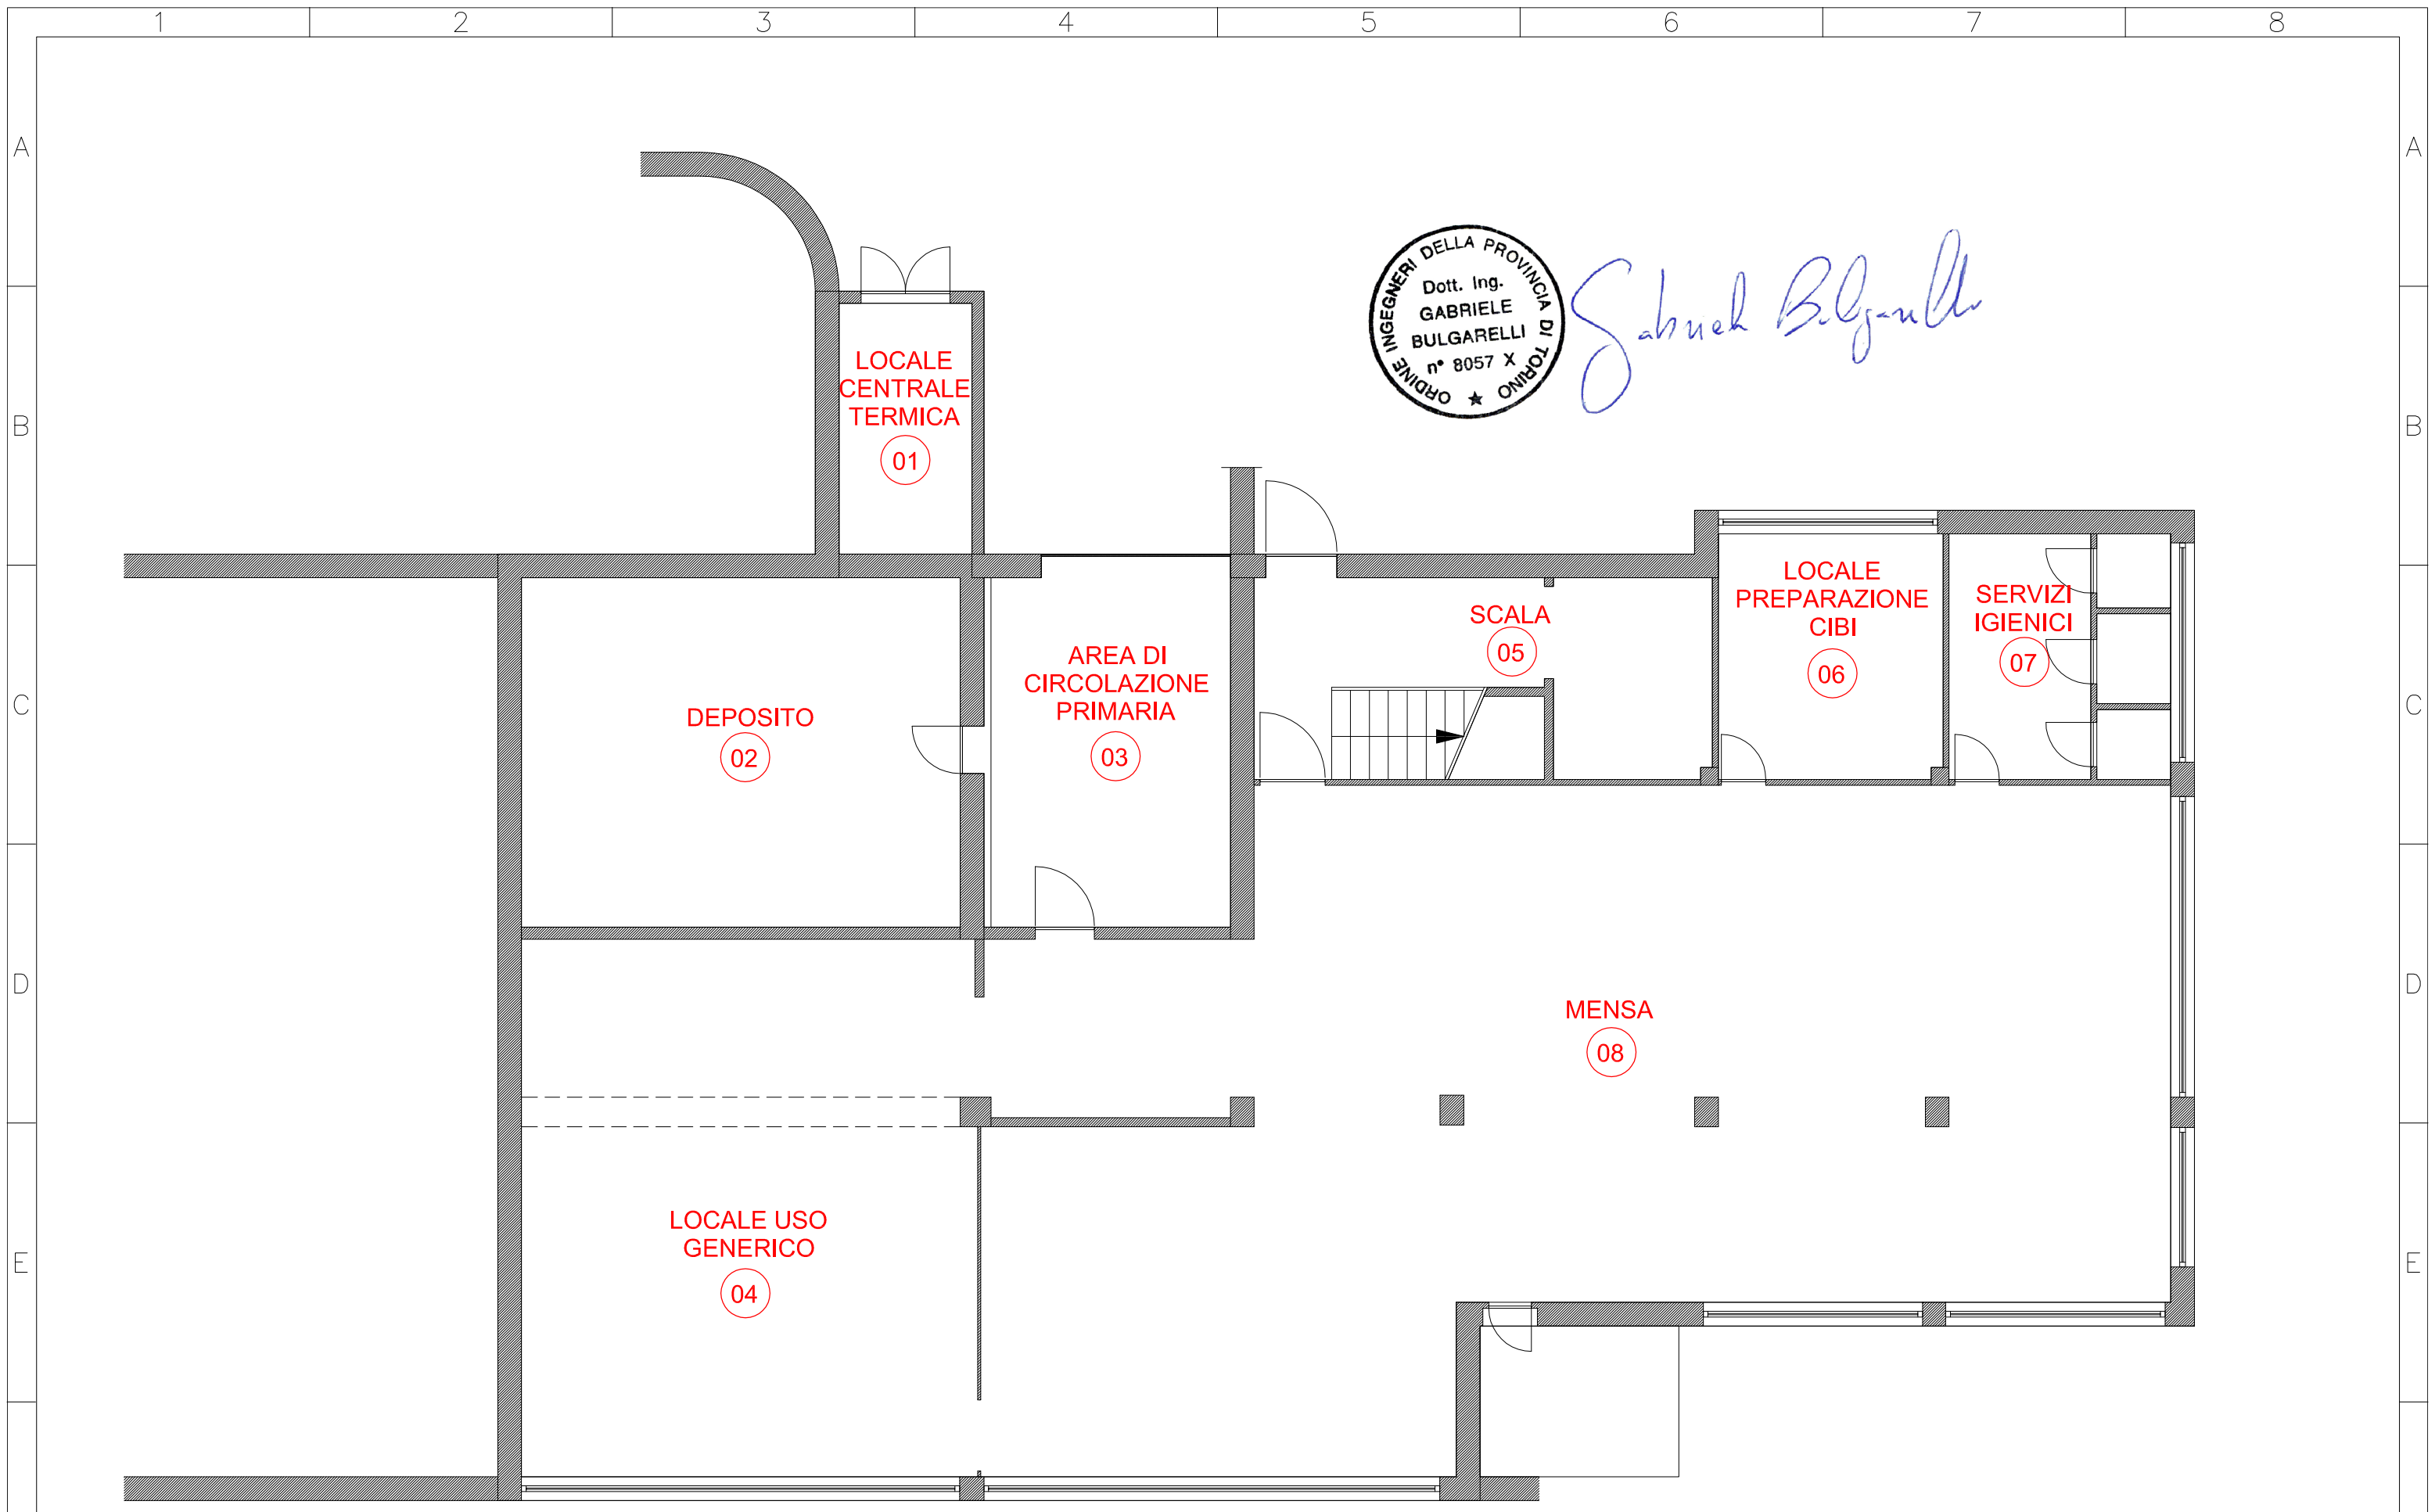 1 2 3 4 5 6 7 8
A A
ORDINE INGEGNERI DELLA PROVINCIA DI TORINO
Dott. Ing.
GABRIELE
BULGARELLI
n° 8057 X
Gabriele Bulgarelli
LOCALE
CENTRALE
TERMICA
01
B B
LOCALE
PREPARAZIONE
CIBI
06
SERVIZI
IGIENICI
07
SCALA
05
AREA DI
CIRCOLAZIONE
PRIMARIA
03
DEPOSITO
02
C C
D D
MENSA
08
LOCALE USO
GENERICO
04
E E